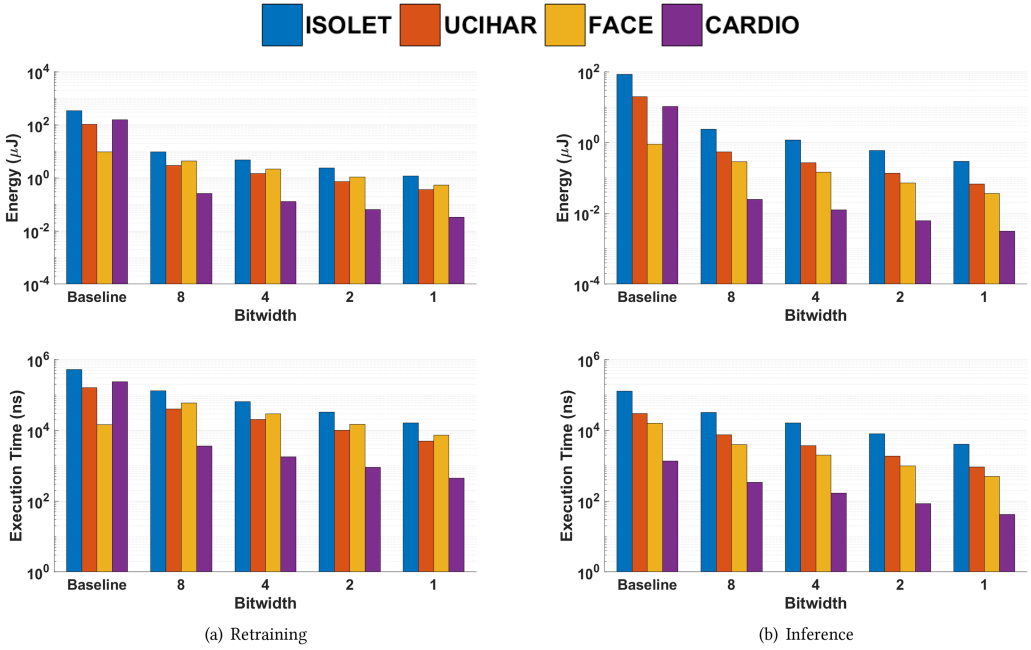 ISOLET UCIHAR FACE CARDIO
10^4
10^2
10^0
10^-2
10^-4
Energy (μJ)
Baseline 8 4 2 1
Bitwidth
10^2
10^0
10^-2
10^-4
Energy (μJ)
Baseline 8 4 2 1
Bitwidth
10^6
10^4
10^2
10^0
Execution Time (ns)
Baseline 8 4 2 1
Bitwidth
(a) Retraining
10^6
10^4
10^2
10^0
Execution Time (ns)
Baseline 8 4 2 1
Bitwidth
(b) Inference